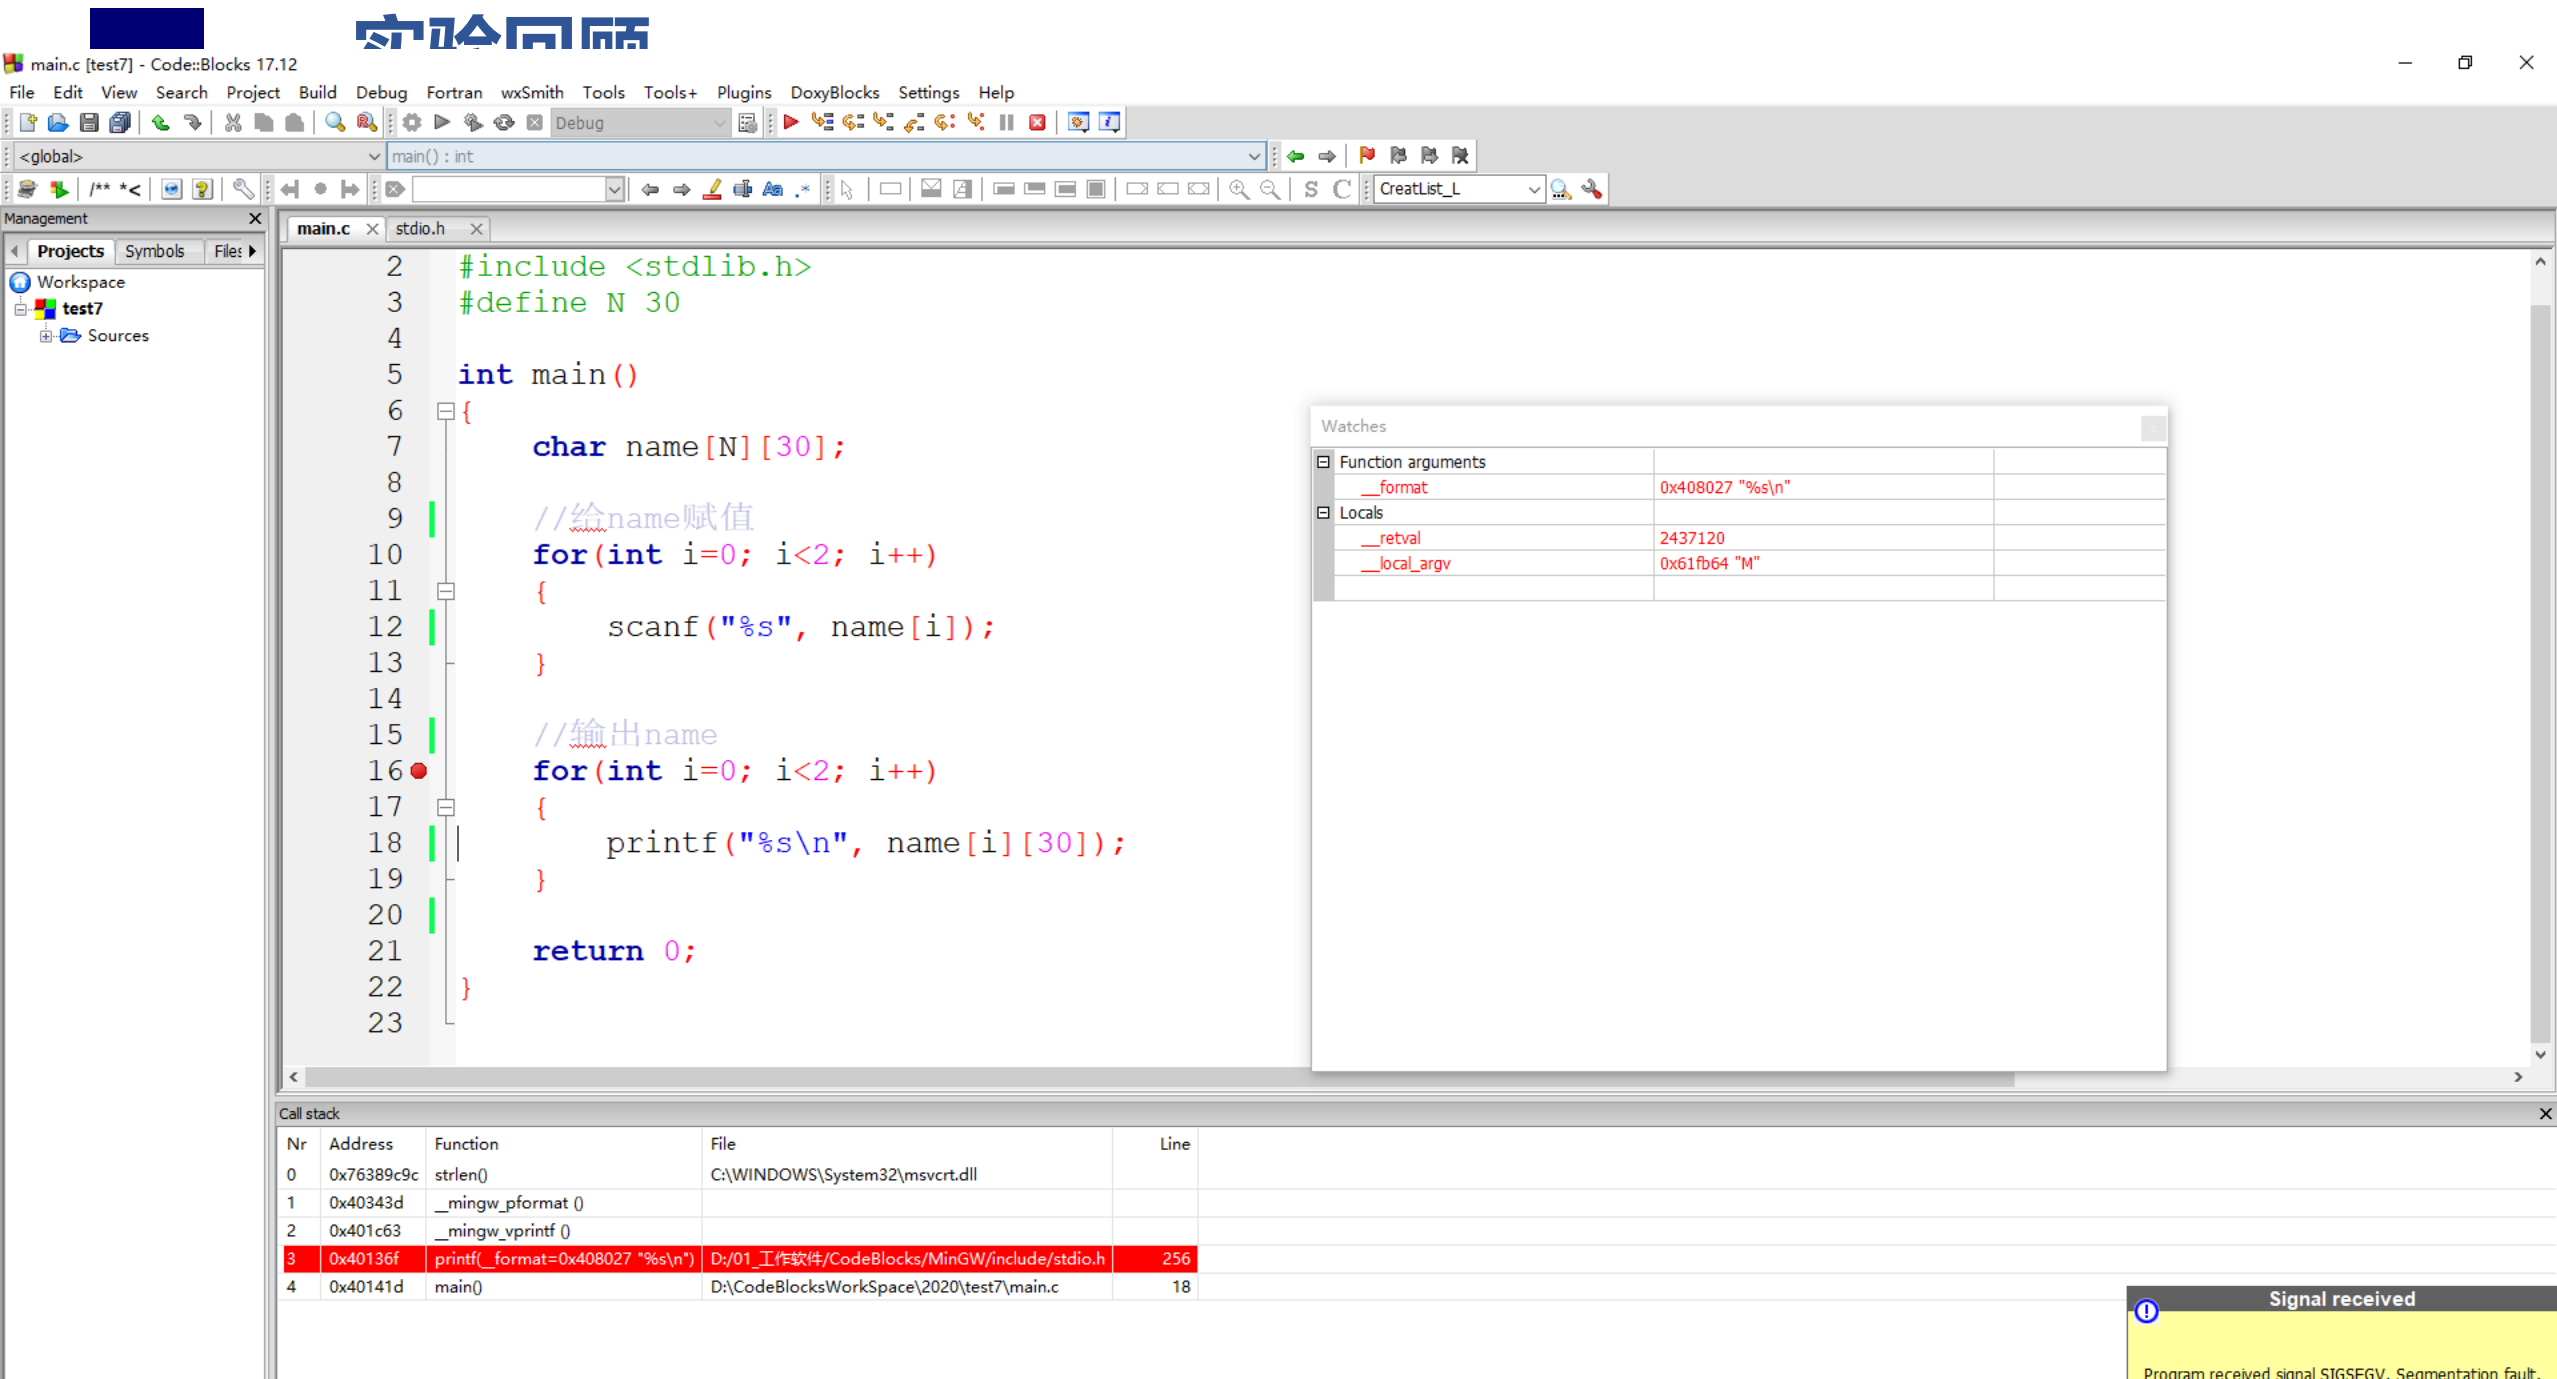 实验回顾
main.c [test7] - Code::Blocks 17.12
File Edit View Search Project Build Debug Fortran wxSmith Tools Tools+ Plugins DoxyBlocks Settings Help
Debug
<global> main() : int
/** *< Aa .* S C CreatList_L
Management
main.c stdio.h
Projects Symbols Files
Workspace
test7
Sources
2 #include <stdlib.h>
3 #define N 30
4
5 int main()
6 {
7 char name[N][30];
8
9 //给name赋值
10 for(int i=0; i<2; i++)
11 {
12 scanf("%s", name[i]);
13 }
14
15 //输出name
16 for(int i=0; i<2; i++)
17 {
18 printf("%s\n", name[i][30]);
19 }
20
21 return 0;
22 }
23
Watches
Function arguments
__format 0x408027 "%s\n"
Locals
__retval 2437120
__local_argv 0x61fb64 "M"
Call stack
Nr Address Function File Line
0 0x76389c9c strlen() C:\WINDOWS\System32\msvcrt.dll
1 0x40343d __mingw_pformat ()
2 0x401c63 __mingw_vprintf ()
3 0x40136f printf(__format=0x408027 "%s\n") D:/01_工作软件/CodeBlocks/MinGW/include/stdio.h 256
4 0x40141d main() D:\CodeBlocksWorkSpace\2020\test7\main.c 18
Signal received
Program received signal SIGSEGV, Segmentation fault.